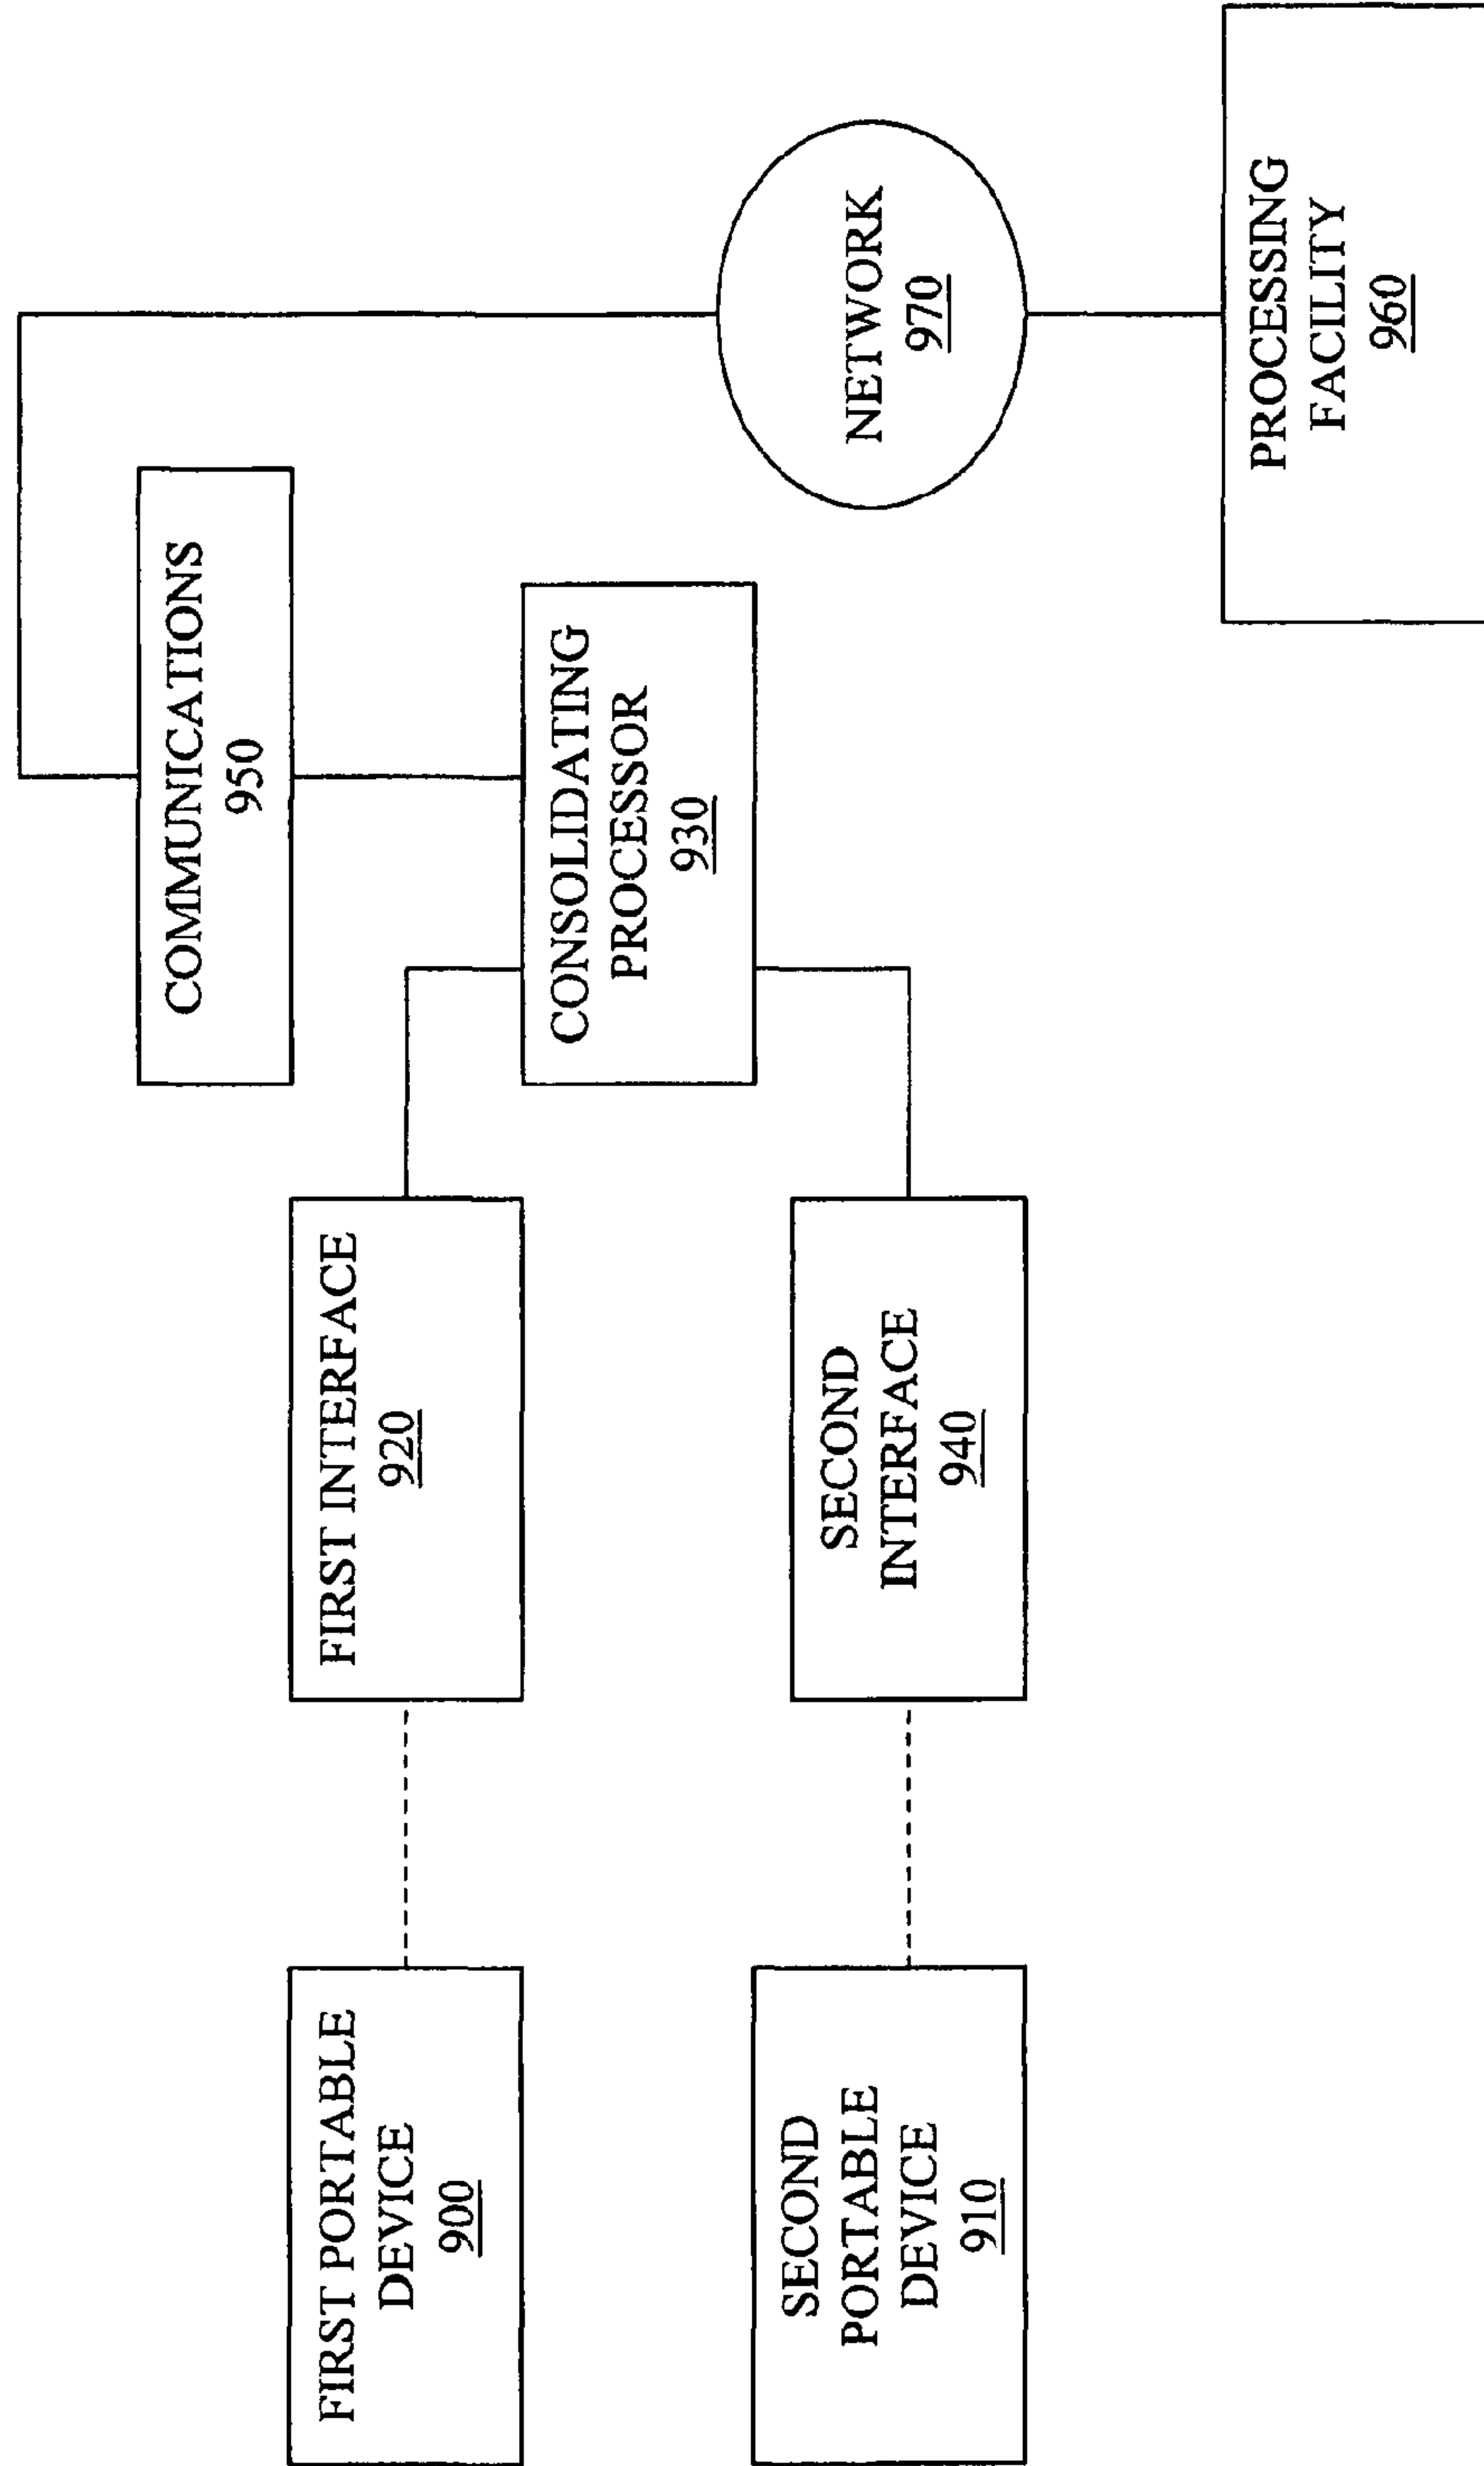 FIRST PORTABLE
DEVICE
900
FIRST INTERFACE
920
COMMUNICATIONS
950
CONSOLIDATING
PROCESSOR
930
SECOND
PORTABLE
DEVICE
910
SECOND
INTERFACE
940
NETWORK
970
PROCESSING
FACILITY
960